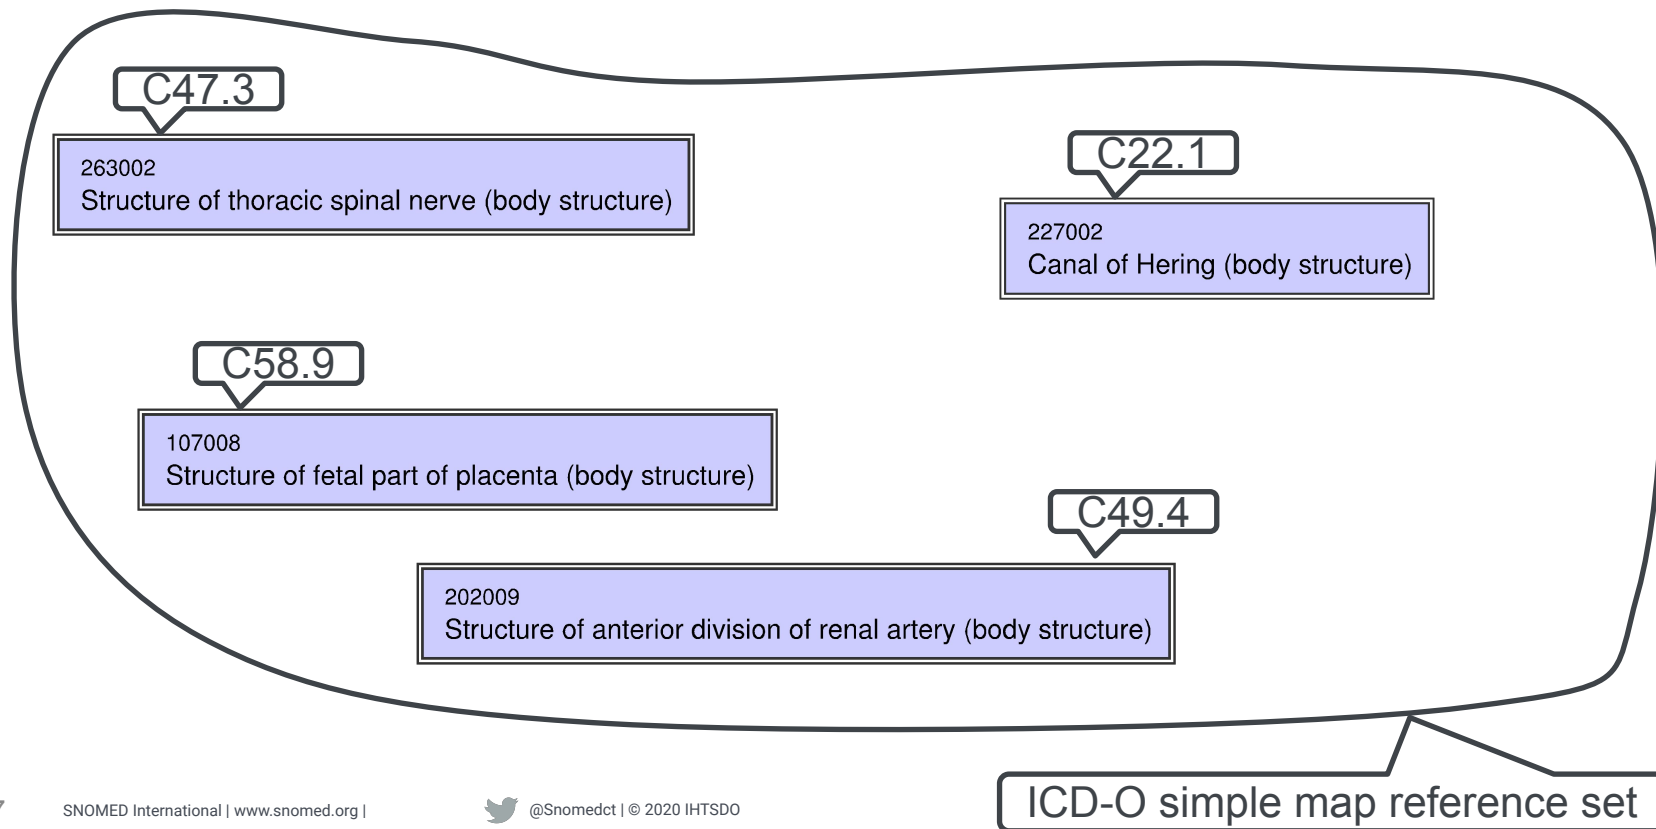 C47.3
263002
Structure of thoracic spinal nerve (body structure)
C22.1
227002
Canal of Hering (body structure)
C58.9
107008
Structure of fetal part of placenta (body structure)
C49.4
202009
Structure of anterior division of renal artery (body structure)
ICD-O simple map reference set
SNOMED International | www.snomed.org |
@Snomedct | © 2020 IHTSDO